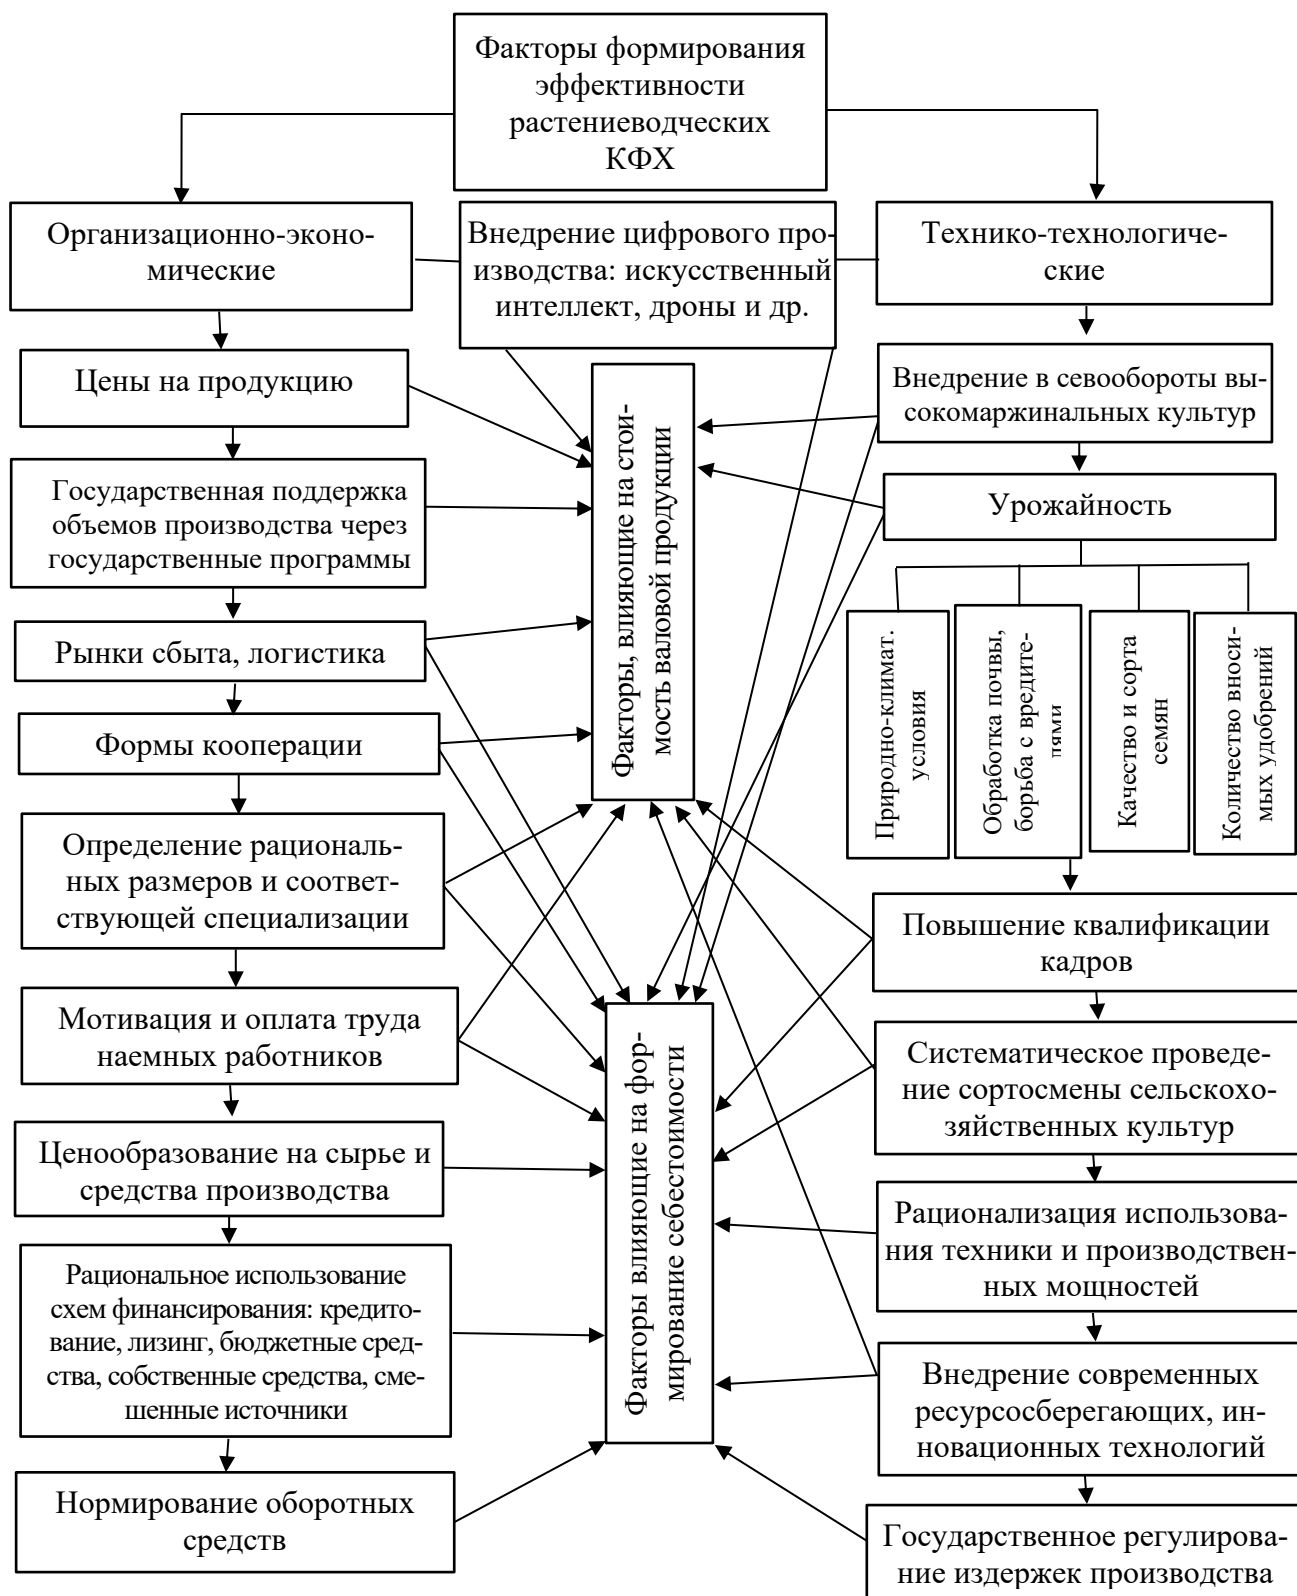 Факторы формирования
эффективности
растениеводческих
КФХ
Организационно-эконо-
мические
Внедрение цифрового про-
изводства: искусственный
интеллект, дроны и др.
Технико-технологиче-
ские
Цены на продукцию
Государственная поддержка
объемов производства через
государственные программы
Рынки сбыта, логистика
Формы кооперации
Определение рациональ-
ных размеров и соответ-
ствующей специализации
Мотивация и оплата труда
наемных работников
Ценообразование на сырье и
средства производства
Рациональное использование
схем финансирования: кредито-
вание, лизинг, бюджетные сред-
ства, собственные средства, сме-
шенные источники
Нормирование оборотных
средств
Факторы, влияющие на стои-
мость валовой продукции
Факторы влияющие на фор-
мирование себестоимости
Внедрение в севообороты вы-
сокомаржинальных культур
Урожайность
Природно-климат.
условия
Обработка почвы,
борьба с вредите-
лями
Качество и сорта
семян
Количество вноси-
мых удобрений
Повышение квалификации
кадров
Систематическое проведе-
ние сортосмены сельскохо-
зяйственных культур
Рационализация использова-
ния техники и производствен-
ных мощностей
Внедрение современных
ресурсосберегающих, ин-
новационных технологий
Государственное регулирова-
ние издержек производства